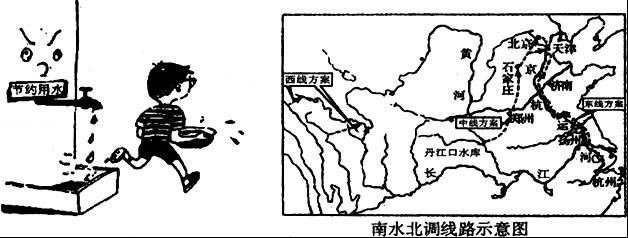 节约用水
北京
天津
石家庄
京
济南
黄
河
杭
西线方案
中线方案
郑州
东线方案
运
扬州
河
丹江口水库
长
江
杭州
南水北调线路示意图